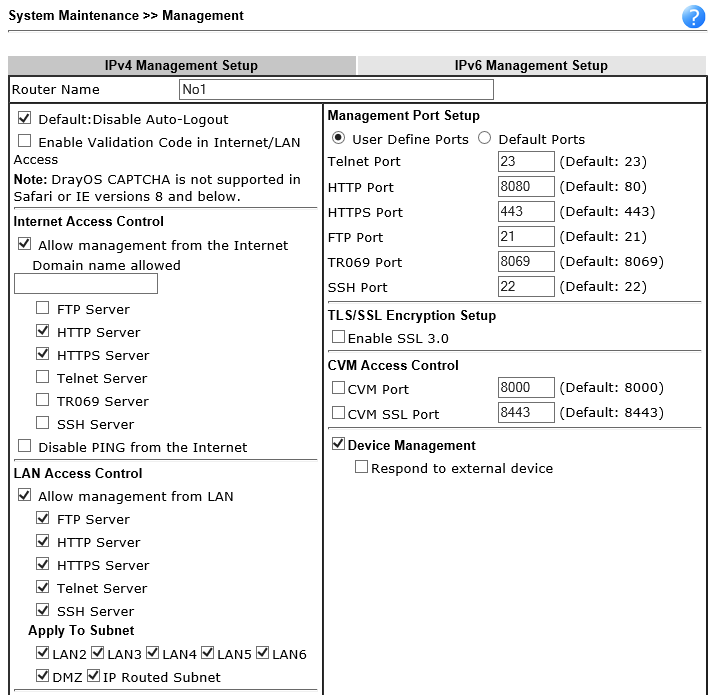 System Maintenance >> Management
?
IPv4 Management Setup
IPv6 Management Setup
Router Name No1
Default:Disable Auto-Logout
Enable Validation Code in Internet/LAN
Access
Note: DrayOS CAPTCHA is not supported in
Safari or IE versions 8 and below.
Internet Access Control
Allow management from the Internet
Domain name allowed
FTP Server
HTTP Server
HTTPS Server
Telnet Server
TR069 Server
SSH Server
Disable PING from the Internet
LAN Access Control
Allow management from LAN
FTP Server
HTTP Server
HTTPS Server
Telnet Server
SSH Server
Apply To Subnet
LAN2 LAN3 LAN4 LAN5 LAN6
DMZ IP Routed Subnet
Management Port Setup
User Define Ports Default Ports
Telnet Port 23 (Default: 23)
HTTP Port 8080 (Default: 80)
HTTPS Port 443 (Default: 443)
FTP Port 21 (Default: 21)
TR069 Port 8069 (Default: 8069)
SSH Port 22 (Default: 22)
TLS/SSL Encryption Setup
Enable SSL 3.0
CVM Access Control
CVM Port 8000 (Default: 8000)
CVM SSL Port 8443 (Default: 8443)
Device Management
Respond to external device